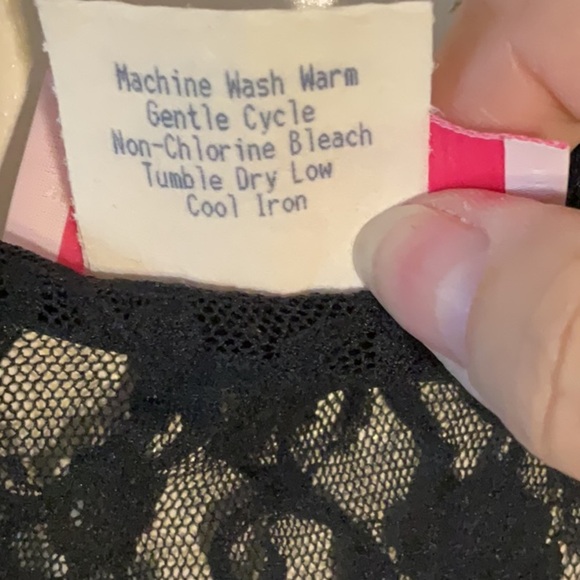 Machine Wash Warm
Gentle Cycle
Non-Chlorine Bleach
Tumble Dry Low
Cool Iron